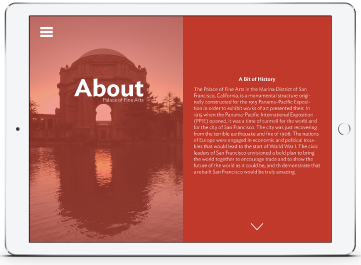 About
Palace of Fine Arts
A Bit of History
The Palace of Fine Arts in the Marina District of San
Francisco, California, is a monumental structure origi-
nally constructed for the 1915 Panama-Pacific Exposi-
tion in order to exhibit works of art presented there. In
1915 when the Panama-Pacific International Exposition
(PPIE) opened, it was a time of turmoil for the world and
for the city of San Francisco. The city was just recovering
from the terrible earthquake and fire of 1906. The nations
of Europe were engaged in economic and political
that would lead to the start of World War I. The civic
leaders of San Francisco envisioned a bold plan to bring
the world together to encourage trade and to show the
future of the world as it could be, and th demonstrate that
a rebuilt San Francisco would be truly amazing.